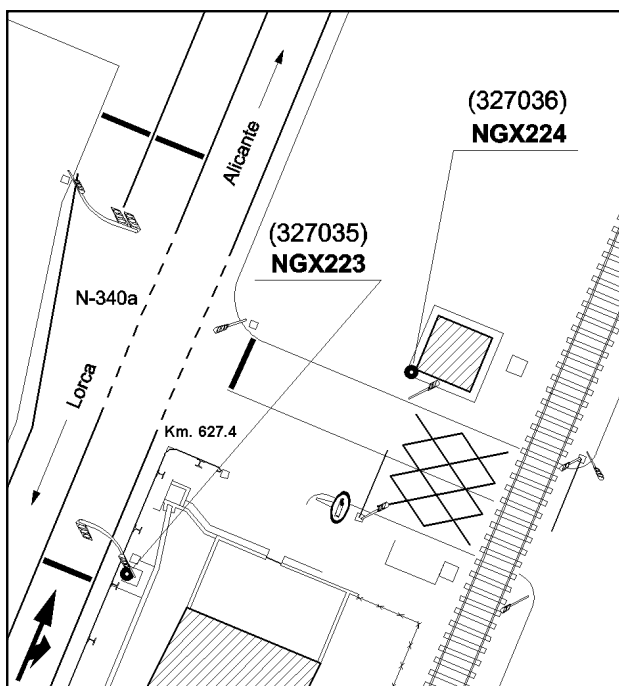 (327036)
NGX224
Alicante
(327035)
NGX223
N-340a
Lorca
Km. 627.4